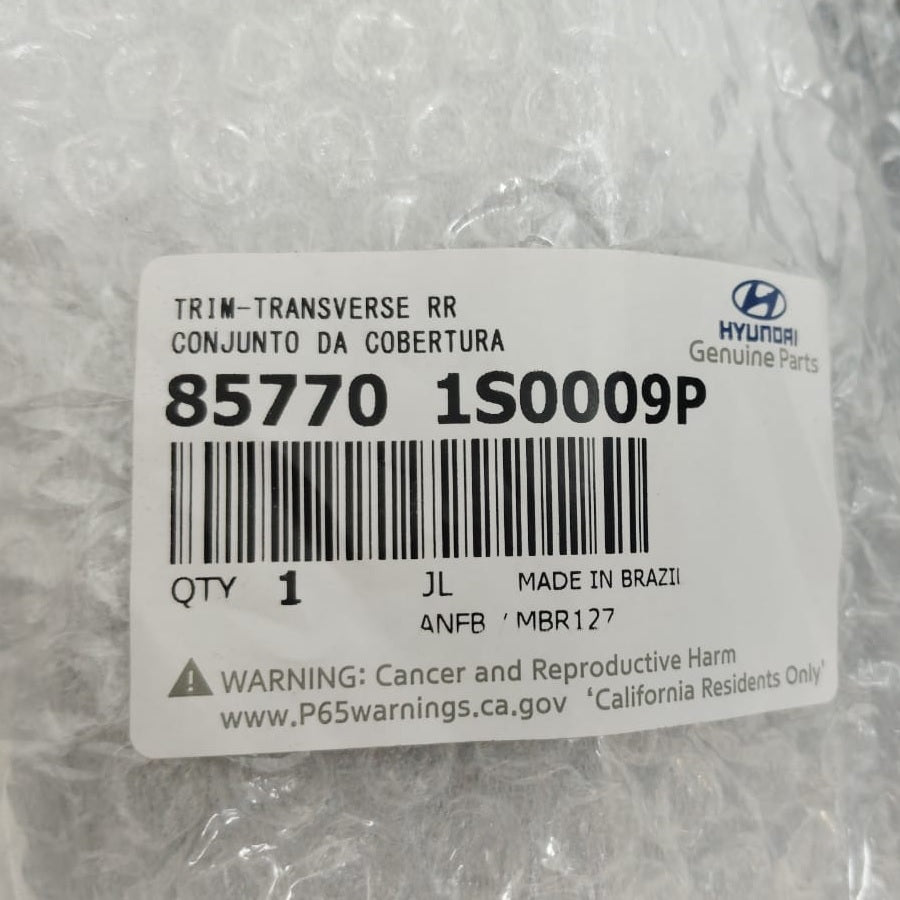 TRIM-TRANSVERSE RR
CONJUNTO DA COBERTURA
HYUNDAI
Genuine Parts
85770 1S0009P
QTY 1 JL MADE IN BRAZIL
ANFB / MBR127
WARNING: Cancer and Reproductive Harm
www.P65warnings.ca.gov 'California Residents Only'